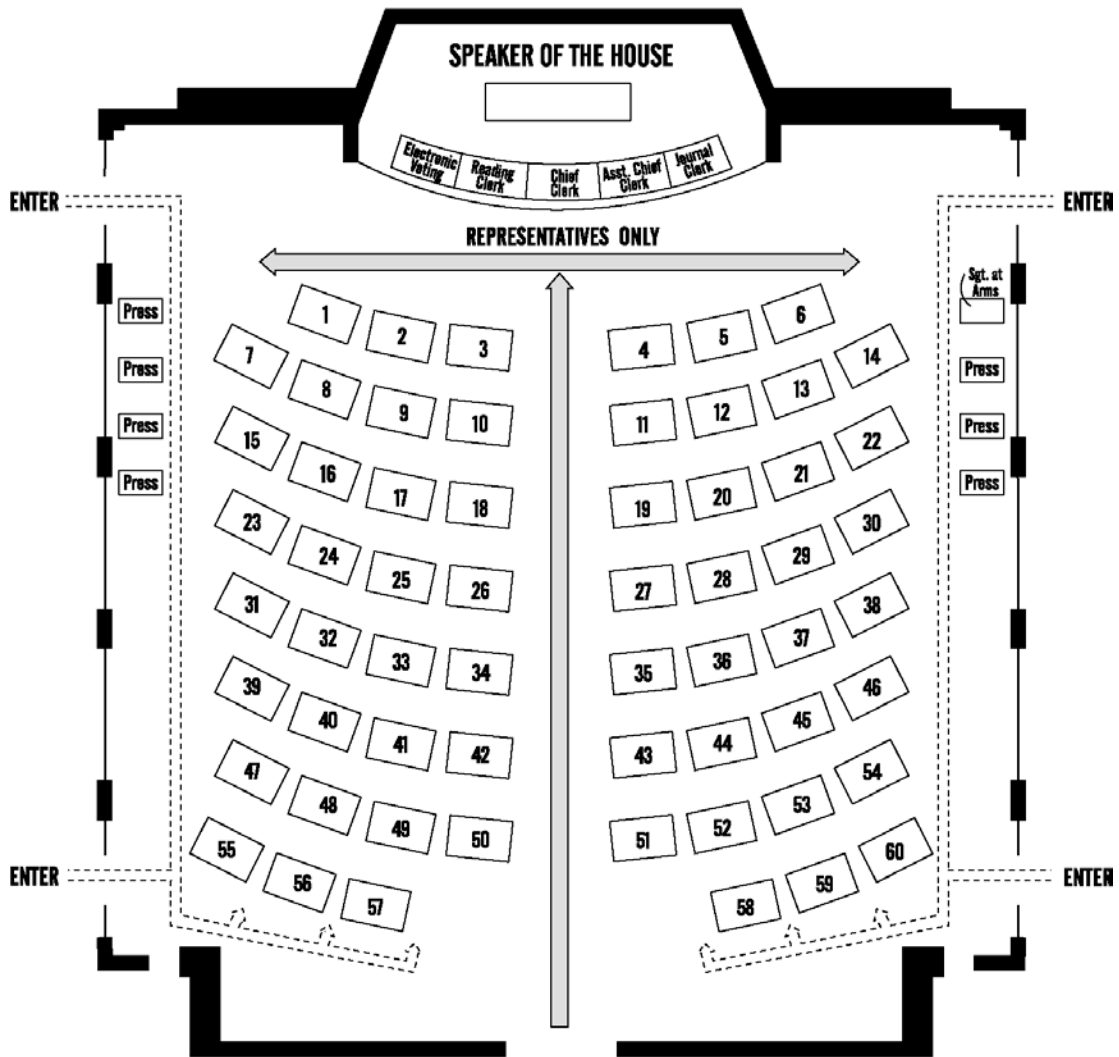 SPEAKER OF THE HOUSE
Electronic
Voting
Reading
Clerk
Chief
Clerk
Asst. Chief
Clerk
Journal
Clerk
ENTER
ENTER
REPRESENTATIVES ONLY
Sgt. at
Arms
Press
Press
Press
Press
Press
Press
Press
1
2
3
4
5
6
7
8
9
10
11
12
13
14
15
16
17
18
19
20
21
22
23
24
25
26
27
28
29
30
31
32
33
34
35
36
37
38
39
40
41
42
43
44
45
46
47
48
49
50
51
52
53
54
55
56
57
58
59
60
ENTER
ENTER